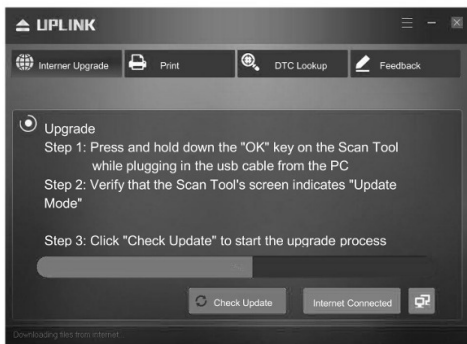 UPLINK
Interner Upgrade
Print
DTC Lookup
Feedback
Upgrade
Step 1: Press and hold down the "OK" key on the Scan Tool
while plugging in the usb cable from the PC
Step 2: Verify that the Scan Tool's screen indicates "Update
Mode"
Step 3: Click "Check Update" to start the upgrade process
Check Update
Internet Connected
Downloading files from internet...